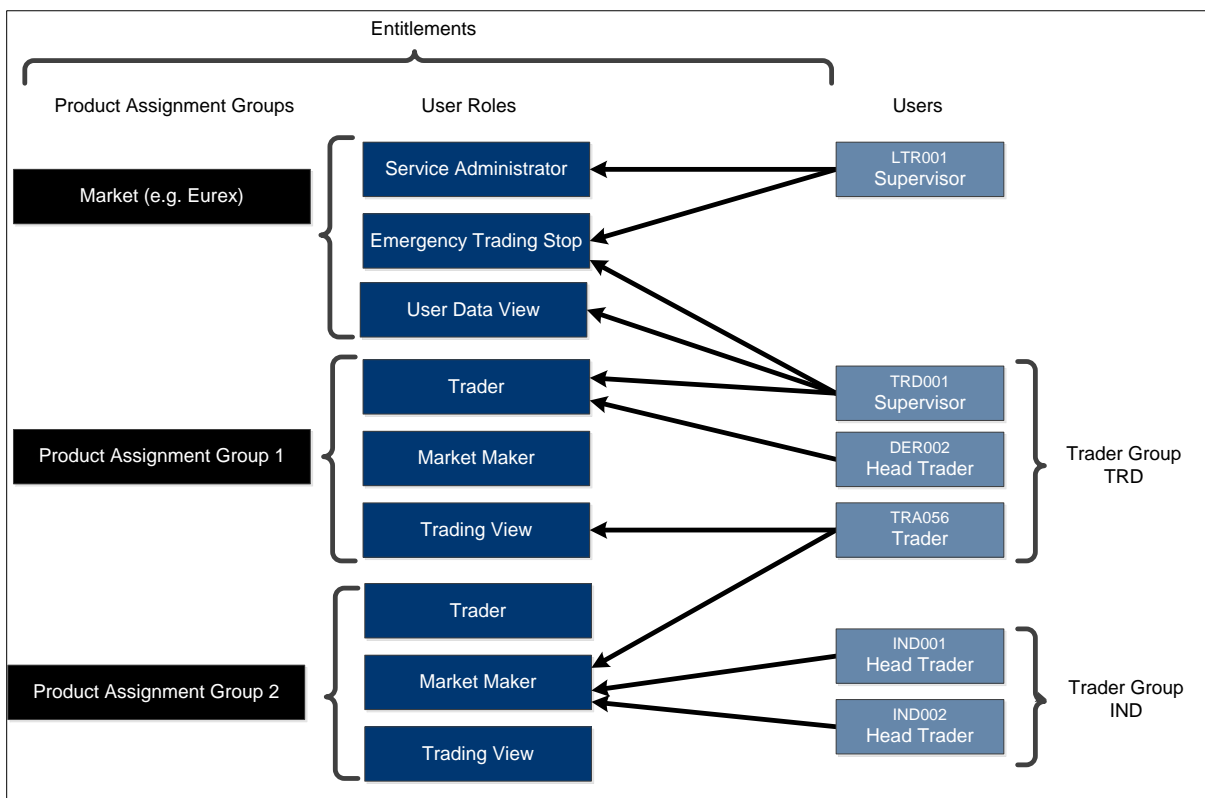 Entitlements
Product Assignment Groups
User Roles
Users
Market (e.g. Eurex)
Service Administrator
Emergency Trading Stop
User Data View
LTR001
Supervisor
Product Assignment Group 1
Trader
Market Maker
Trading View
TRD001
Supervisor
DER002
Head Trader
TRA056
Trader
Trader Group
TRD
Product Assignment Group 2
Trader
Market Maker
Trading View
IND001
Head Trader
IND002
Head Trader
Trader Group
IND